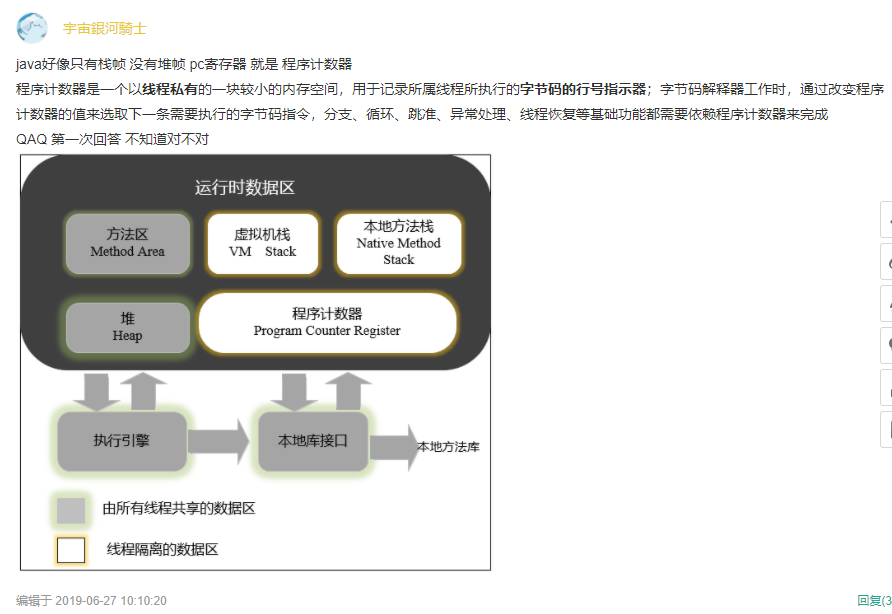 宇宙銀河騎士
java好像只有栈帧 没有堆帧 pc寄存器 就是 程序计数器
程序计数器是一个以线程私有的一块较小的内存空间，用于记录所属线程所执行的字节码的行号指示器；字节码解释器工作时，通过改变程序
计数器的值来选取下一条需要执行的字节码指令，分支、循环、跳准、异常处理、线程恢复等基础功能都需要依赖程序计数器来完成
QAQ 第一次回答 不知道对不对
运行时数据区
方法区
Method Area
虚拟机栈
VM Stack
本地方法栈
Native Method
Stack
堆
Heap
程序计数器
Program Counter Register
执行引擎
本地库接口
本地方法库
由所有线程共享的数据区
线程隔离的数据区
编辑于 2019-06-27 10:10:20
回复(3